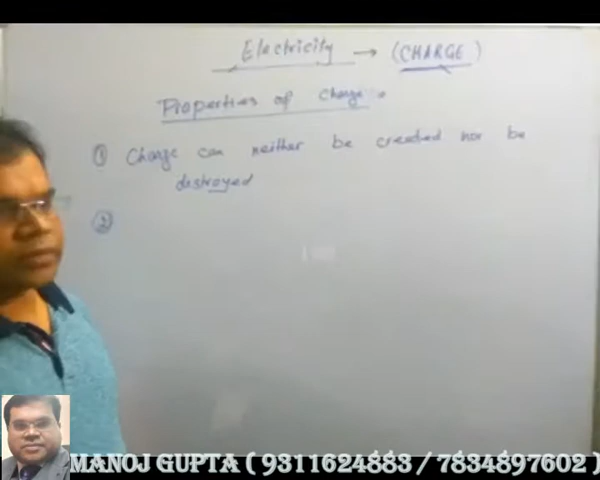 Electricity → (CHARGE)
Properties of Charge :
① Charge can neither be created nor be
destroyed
②
MANOJ GUPTA ( 9311624883 / 7834897602 )